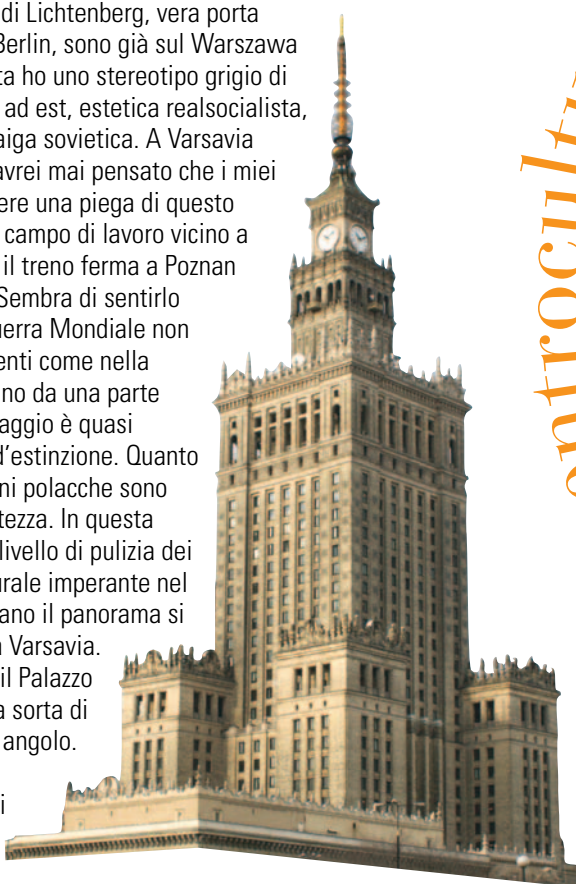 di Lichtenberg, vera porta
Berlin, sono già sul Warszawa
ta ho uno stereotipo grigio di
ad est, estetica realsocialista,
aiga sovietica. A Varsavia
avrei mai pensato che i miei
ere una piega di questo
campo di lavoro vicino a
il treno ferma a Poznan
Sembra di sentirlo
uerra Mondiale non
enti come nella
no da una parte
aggio è quasi
d’estinzione. Quanto
ni polacche sono
tezza. In questa
livello di pulizia dei
urale imperante nel
ano il panorama si
a Varsavia.
il Palazzo
a sorta di
angolo.
i
ntrocultu